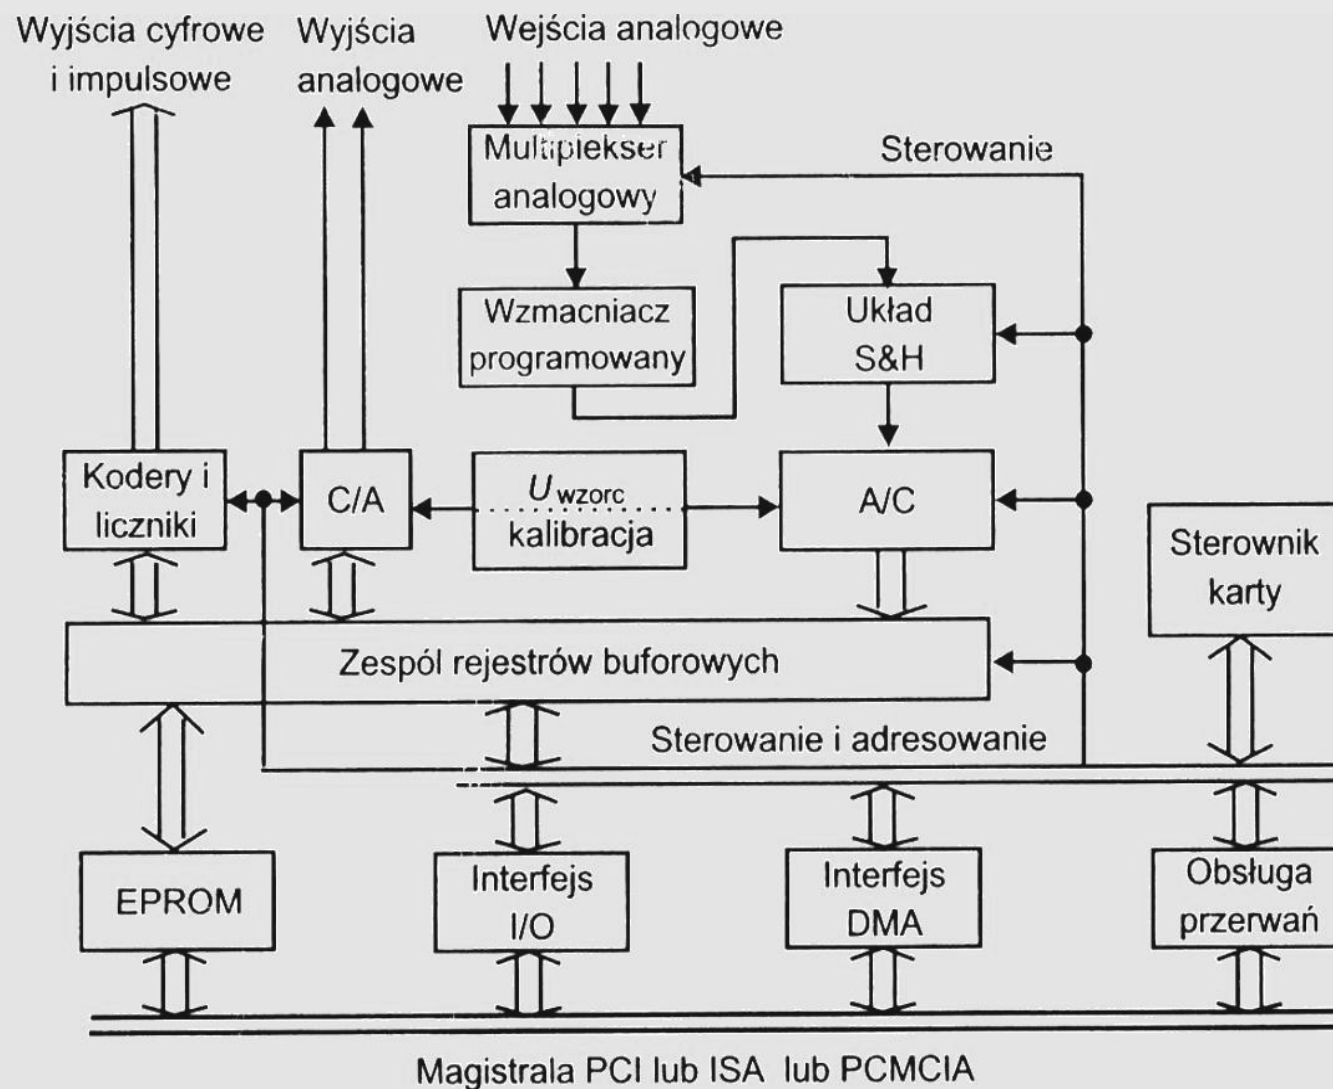 Wyjścia cyfrowe
i impulsowe
Wyjścia
analogowe
Wejścia analogowe
Multipiekser
analogowy
Sterowanie
Wzmacniacz
programowany
Układ
S&H
Kodery i
liczniki
C/A
U wzorc
kalibracja
A/C
Sterownik
karty
Zespól rejestrów buforowych
Sterowanie i adresowanie
EPROM
Interfejs
I/O
Interfejs
DMA
Obsługa
przerwań
Magistrala PCI lub ISA lub PCMCIA